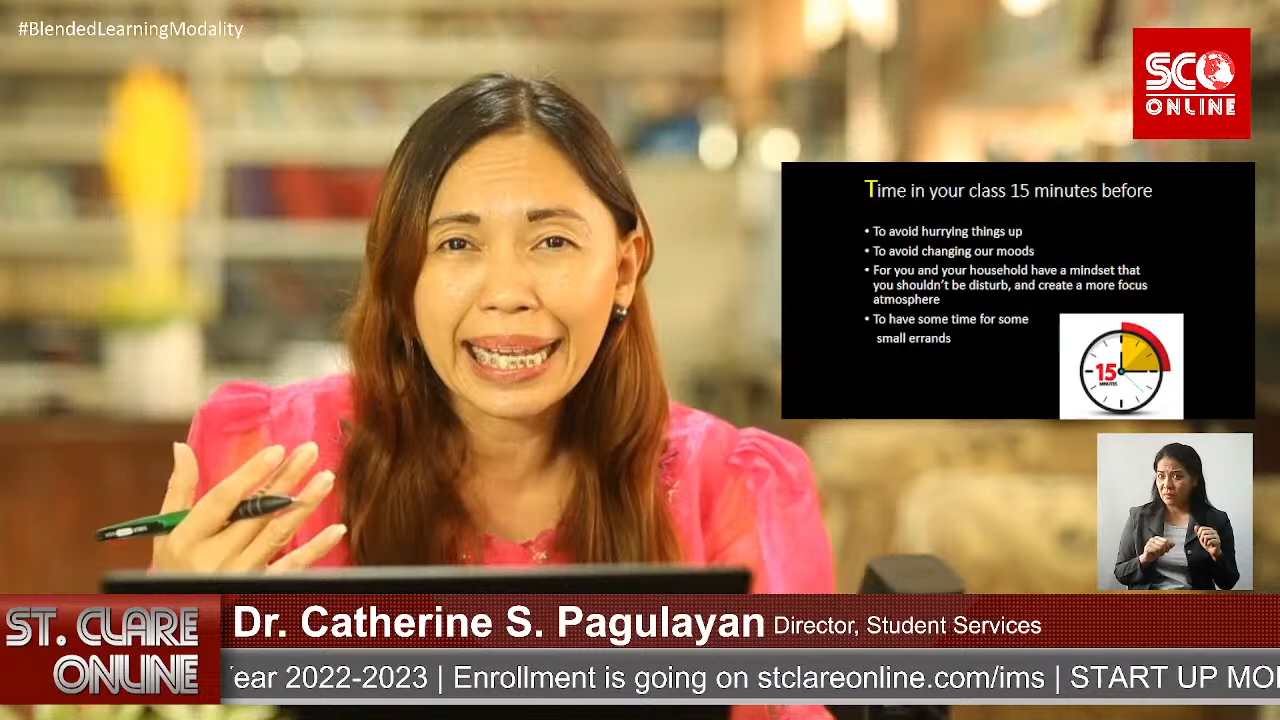 #BlendedLearningModality
SCO
ONLINE
Time in your class 15 minutes before
• To avoid hurrying things up
• To avoid changing our moods
• For you and your household have a mindset that
you shouldn't be disturb, and create a more focus
atmosphere
• To have some time for some
small errands
15
MINUTES
ST. CLARE
ONLINE
Dr. Catherine S. Pagulayan Director, Student Services
ear 2022-2023 | Enrollment is going on stclareonline.com/ims | START UP MO